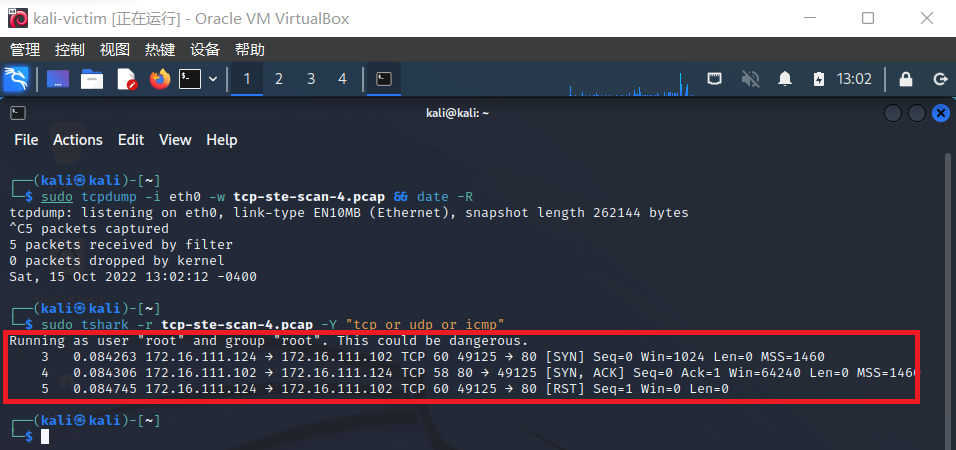 kali-victim [正在运行] - Oracle VM VirtualBox
管理 控制 视图 热键 设备 帮助
1 2 3 4 13:02
kali@kali: ~
File Actions Edit View Help
┌──(kali㉿kali)-[~]
└─$ sudo tcpdump -i eth0 -w tcp-ste-scan-4.pcap && date -R
tcpdump: listening on eth0, link-type EN10MB (Ethernet), snapshot length 262144 bytes
^C5 packets captured
5 packets received by filter
0 packets dropped by kernel
Sat, 15 Oct 2022 13:02:12 -0400
┌──(kali㉿kali)-[~]
└─$ sudo tshark -r tcp-ste-scan-4.pcap -Y "tcp or udp or icmp"
Running as user "root" and group "root". This could be dangerous.
3 0.084263 172.16.111.124 → 172.16.111.102 TCP 60 49125 → 80 [SYN] Seq=0 Win=1024 Len=0 MSS=1460
4 0.084306 172.16.111.102 → 172.16.111.124 TCP 58 80 → 49125 [SYN, ACK] Seq=0 Ack=1 Win=64240 Len=0 MSS=1460
5 0.084745 172.16.111.124 → 172.16.111.102 TCP 60 49125 → 80 [RST] Seq=1 Win=0 Len=0
┌──(kali㉿kali)-[~]
└─$